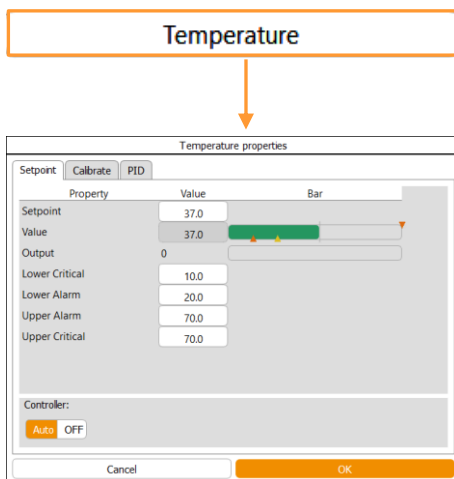 Temperature
Temperature properties
Setpoint Calibrate PID
Property Value Bar
Setpoint 37.0
Value 37.0
Output 0
Lower Critical 10.0
Lower Alarm 20.0
Upper Alarm 70.0
Upper Critical 70.0
Controller:
Auto OFF
Cancel OK